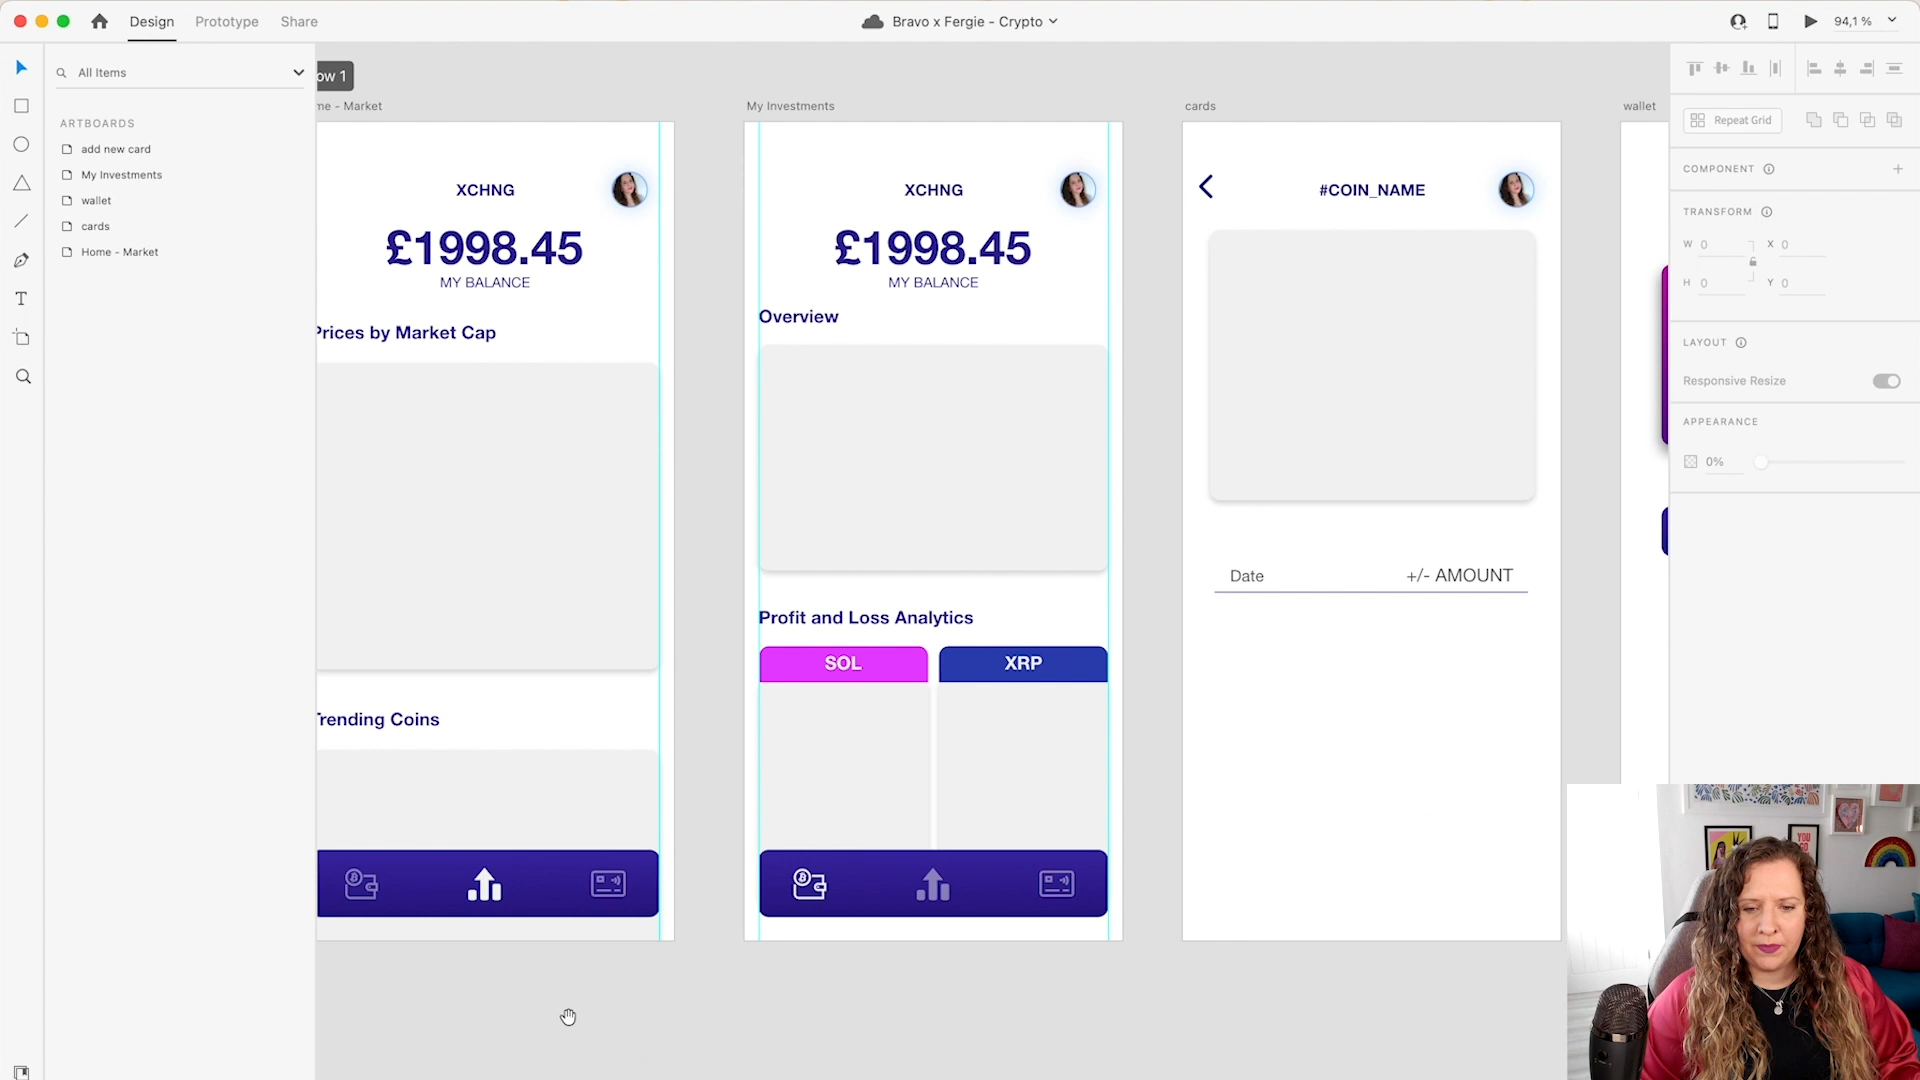 Design
Prototype
Share
Bravo x Fergie - Crypto
94,1 %
All Items
ARTBOARDS
add new card
My Investments
wallet
cards
Home - Market
ow 1
me - Market
XCHNG
£1998.45
MY BALANCE
Prices by Market Cap
Trending Coins
My Investments
XCHNG
£1998.45
MY BALANCE
Overview
Profit and Loss Analytics
SOL
XRP
cards
#COIN_NAME
Date
+/- AMOUNT
wallet
Repeat Grid
COMPONENT
TRANSFORM
W 0
X 0
H 0
Y 0
LAYOUT
Responsive Resize
APPEARANCE
0%
YOU